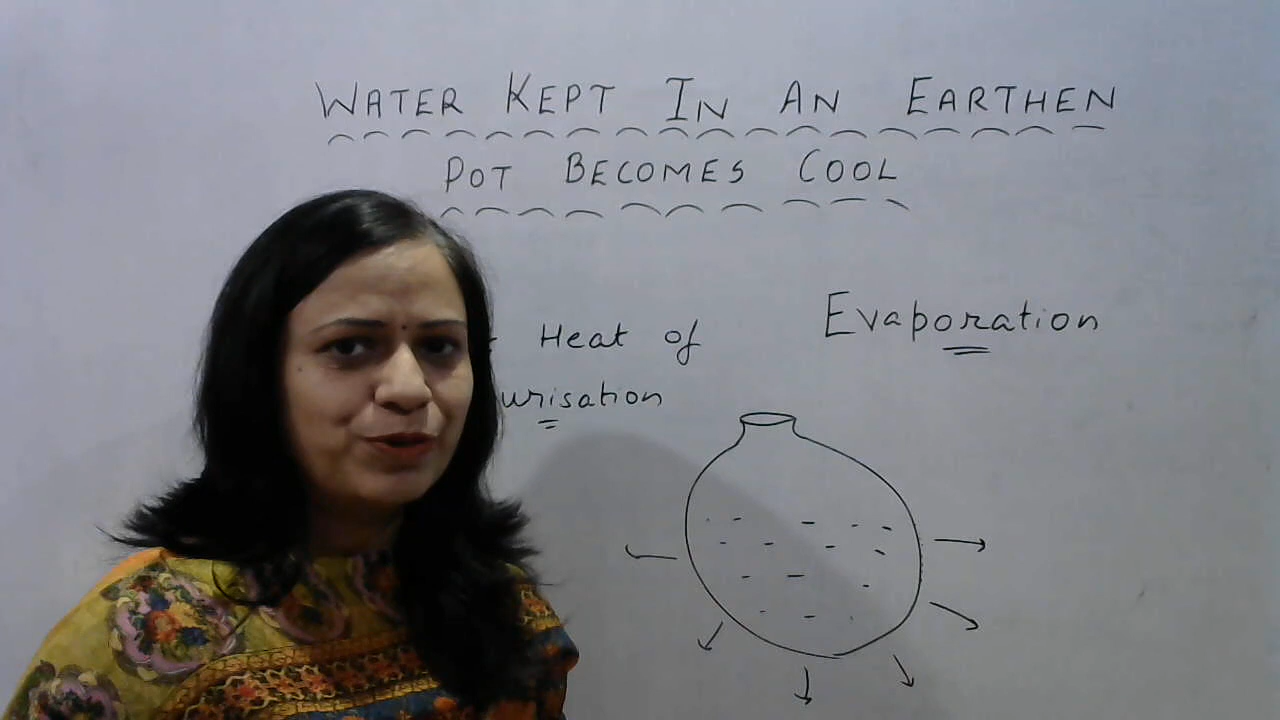 WATER KEPT IN AN EARTHEN
POT BECOMES COOL
Heat of
urisation
Evaporation